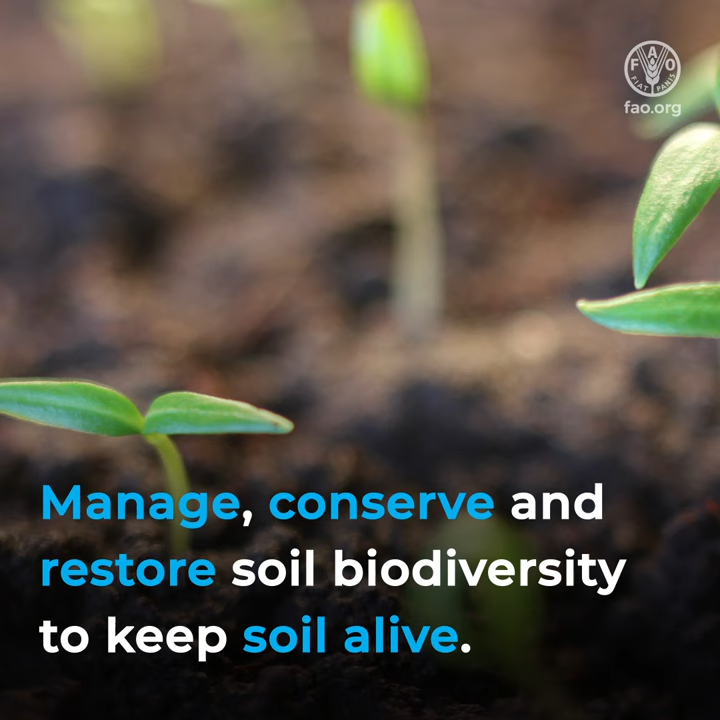 F A O
FIAT PANIS
fao.org
Manage, conserve and
restore soil biodiversity
to keep soil alive.